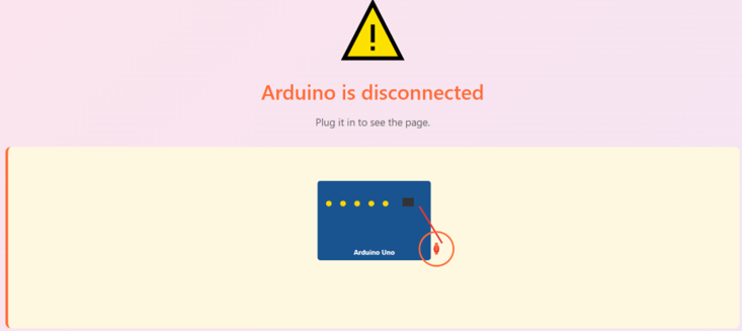 Arduino is disconnected
Plug it in to see the page.
Arduino Uno